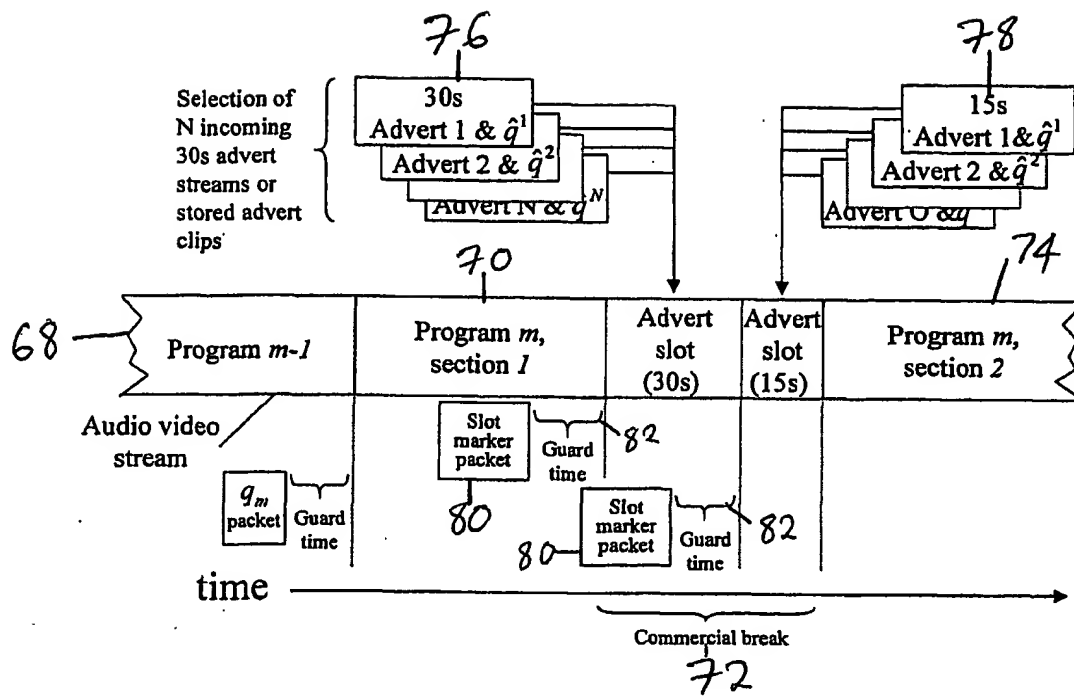 76
78
Selection of
N incoming
30s advert
streams or
stored advert
clips
30s
Advert 1 & q̂¹
Advert 2 & q̂²
Advert N & q̂ᴺ
15s
Advert 1 & q̂¹
Advert 2 & q̂²
Advert O & q
70
74
68
Program m-1
Program m,
section 1
Advert
slot
(30s)
Advert
slot
(15s)
Program m,
section 2
Audio video
stream
qₘ
packet
Guard
time
Slot
marker
packet
Guard
time
82
80
Slot
marker
packet
Guard
time
82
80
time
Commercial break
72